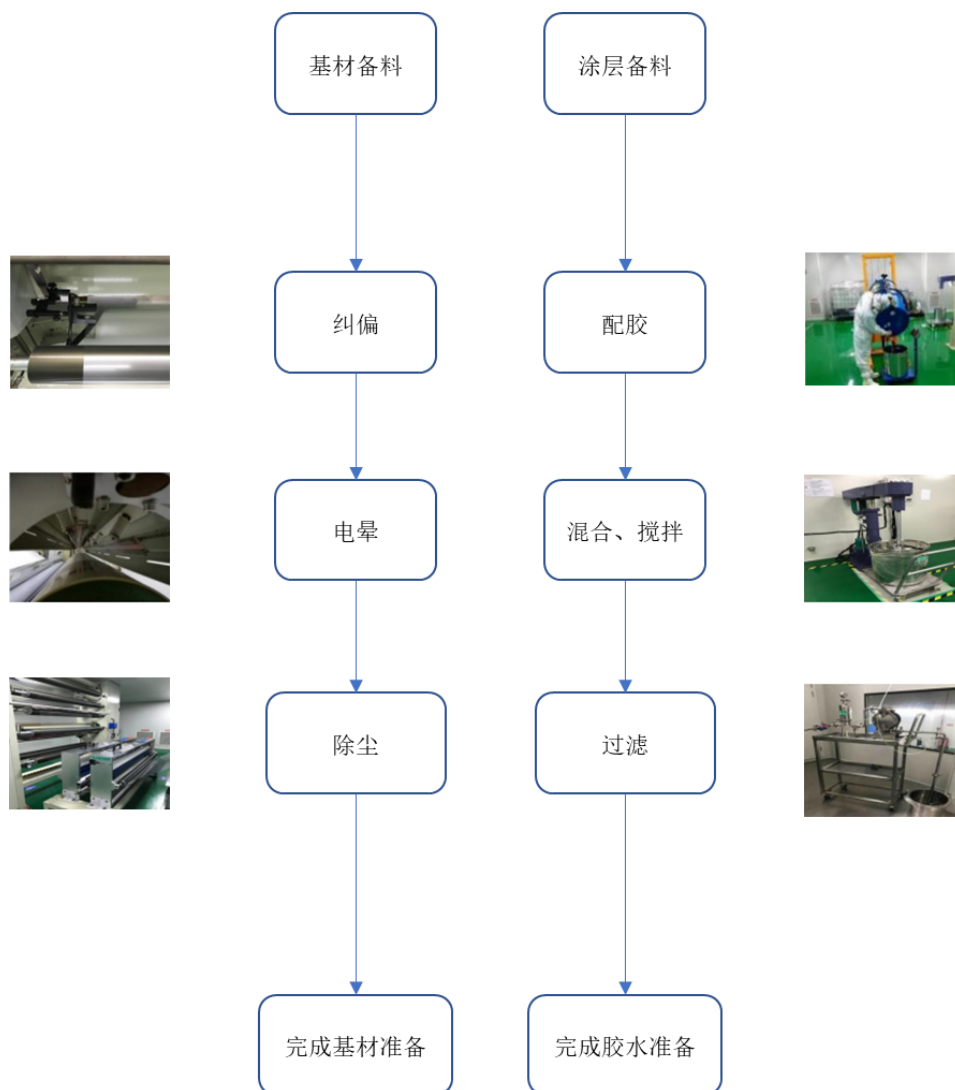 基材备料
涂层备料
纠偏
配胶
电晕
混合、搅拌
除尘
过滤
完成基材准备
完成胶水准备